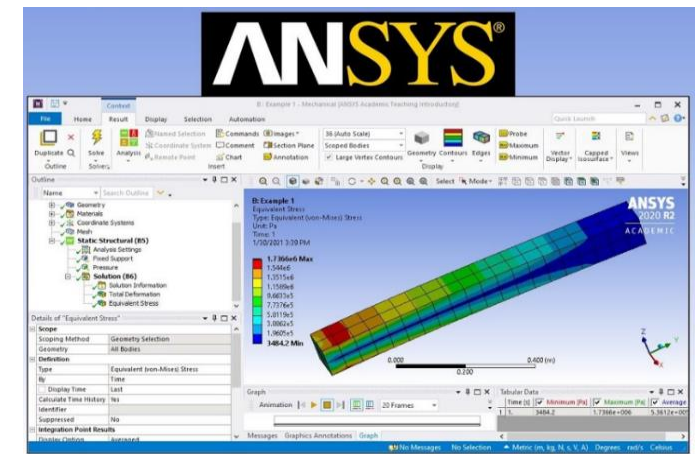 ANSYS®
Context
B: Example 1 - Mechanical [ANSYS Academic Teaching Introductory]
File Home Result Display Selection Automation
Quick Launch
Named Selection Commands Images 36 (Auto Scale) Probe
Coordinate System Comment Section Plane Scoped Bodies Maximum
Remote Point Chart Annotation Large Vertex Contours Minimum
Duplicate Q Solve Analysis Geometry Contours Edges Vector Display Capped Isosurface Views
Outline Solver Insert Display
Outline
Name Search Outline
Select Mode
Geometry
Materials
Coordinate Systems
Mesh
Static Structural (B5)
Analysis Settings
Fixed Support
Pressure
Solution (B6)
Solution Information
Total Deformation
Equivalent Stress
B: Example 1
Equivalent Stress
Type: Equivalent (von-Mises) Stress
Unit: Pa
Time: 1
1/30/2021 3:39 PM
1.7366e6 Max
1.544e6
1.3515e6
1.1589e6
9.6633e5
7.7376e5
5.8119e5
3.8862e5
1.9605e5
3484.2 Min
ANSYS
2020 R2
ACADEMIC
Z
Y
X
0.000 0.400 (m)
0.200
Details of "Equivalent Stress"
Scope
Scoping Method Geometry Selection
Geometry All Bodies
Definition
Type Equivalent (von-Mises) Stress
By Time
Display Time Last
Calculate Time History Yes
Identifier
Suppressed No
Integration Point Results
Display Option Averaged
Graph
Animation 20 Frames
Messages Graphics Annotations Graph
Tabular Data
Time [s] Minimum [Pa] Maximum [Pa] Average
1 1. 3484.2 1.7366e+006
No Messages No Selection Metric (m, kg, N, s, V, A) Degrees rad/s Celsius